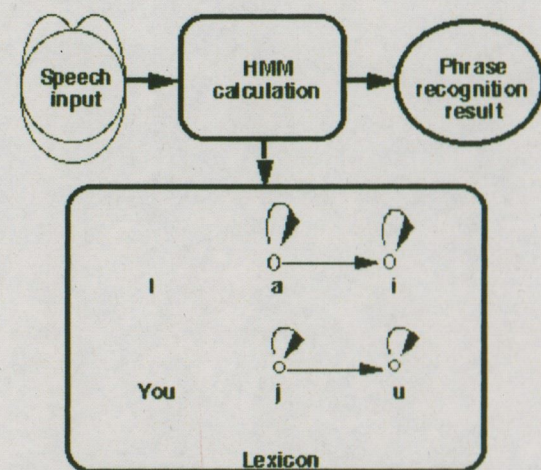 Speech
input
HMM
calculation
Phrase
recognition
result
I a i
You j u
Lexicon